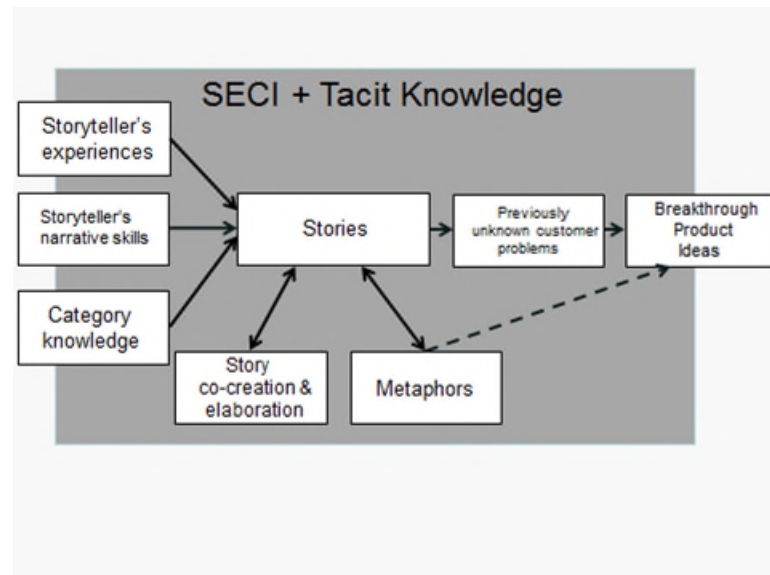 SECI + Tacit Knowledge
Storyteller's
experiences
Storyteller's
narrative skills
Stories
Previously
unknown customer
problems
Breakthrough
Product
Ideas
Category
knowledge
Story
co-creation &
elaboration
Metaphors